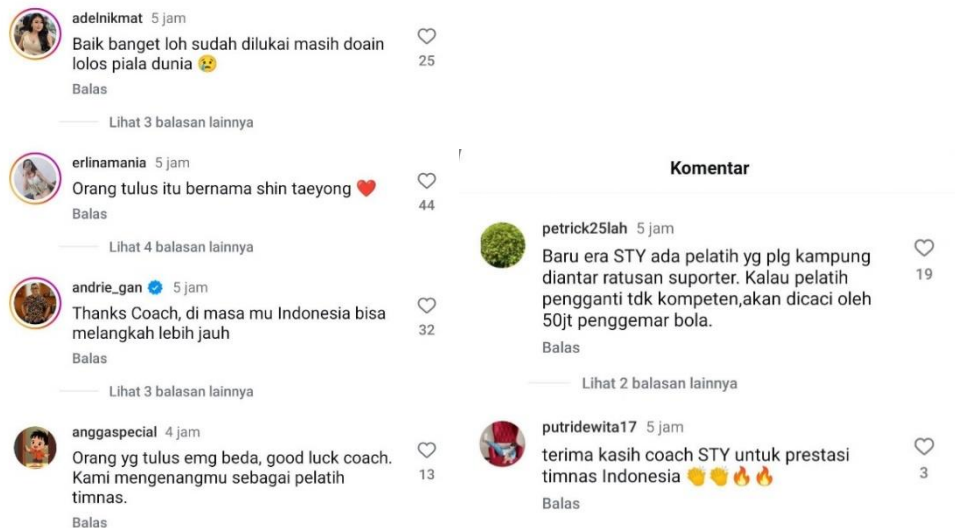 adelnikmat 5 jam
Baik banget loh sudah dilukai masih doain
lolos piala dunia 😢
25
Balas
Lihat 3 balasan lainnya
erlinamania 5 jam
Orang tulus itu bernama shin taeyong ❤️
44
Balas
Lihat 4 balasan lainnya
andrie_gan 5 jam
Thanks Coach, di masa mu Indonesia bisa
melangkah lebih jauh
32
Balas
Lihat 3 balasan lainnya
anggaspecial 4 jam
Orang yg tulus emg beda, good luck coach.
Kami mengenangmu sebagai pelatih
timnas.
13
Balas
Komentar
petrick25lah 5 jam
Baru era STY ada pelatih yg plg kampung
diantar ratusan suporter. Kalau pelatih
pengganti tdk kompeten,akan dicaci oleh
50jt penggemar bola.
19
Balas
Lihat 2 balasan lainnya
putridewita17 5 jam
terima kasih coach STY untuk prestasi
timnas Indonesia 👏👏🔥🔥
3
Balas